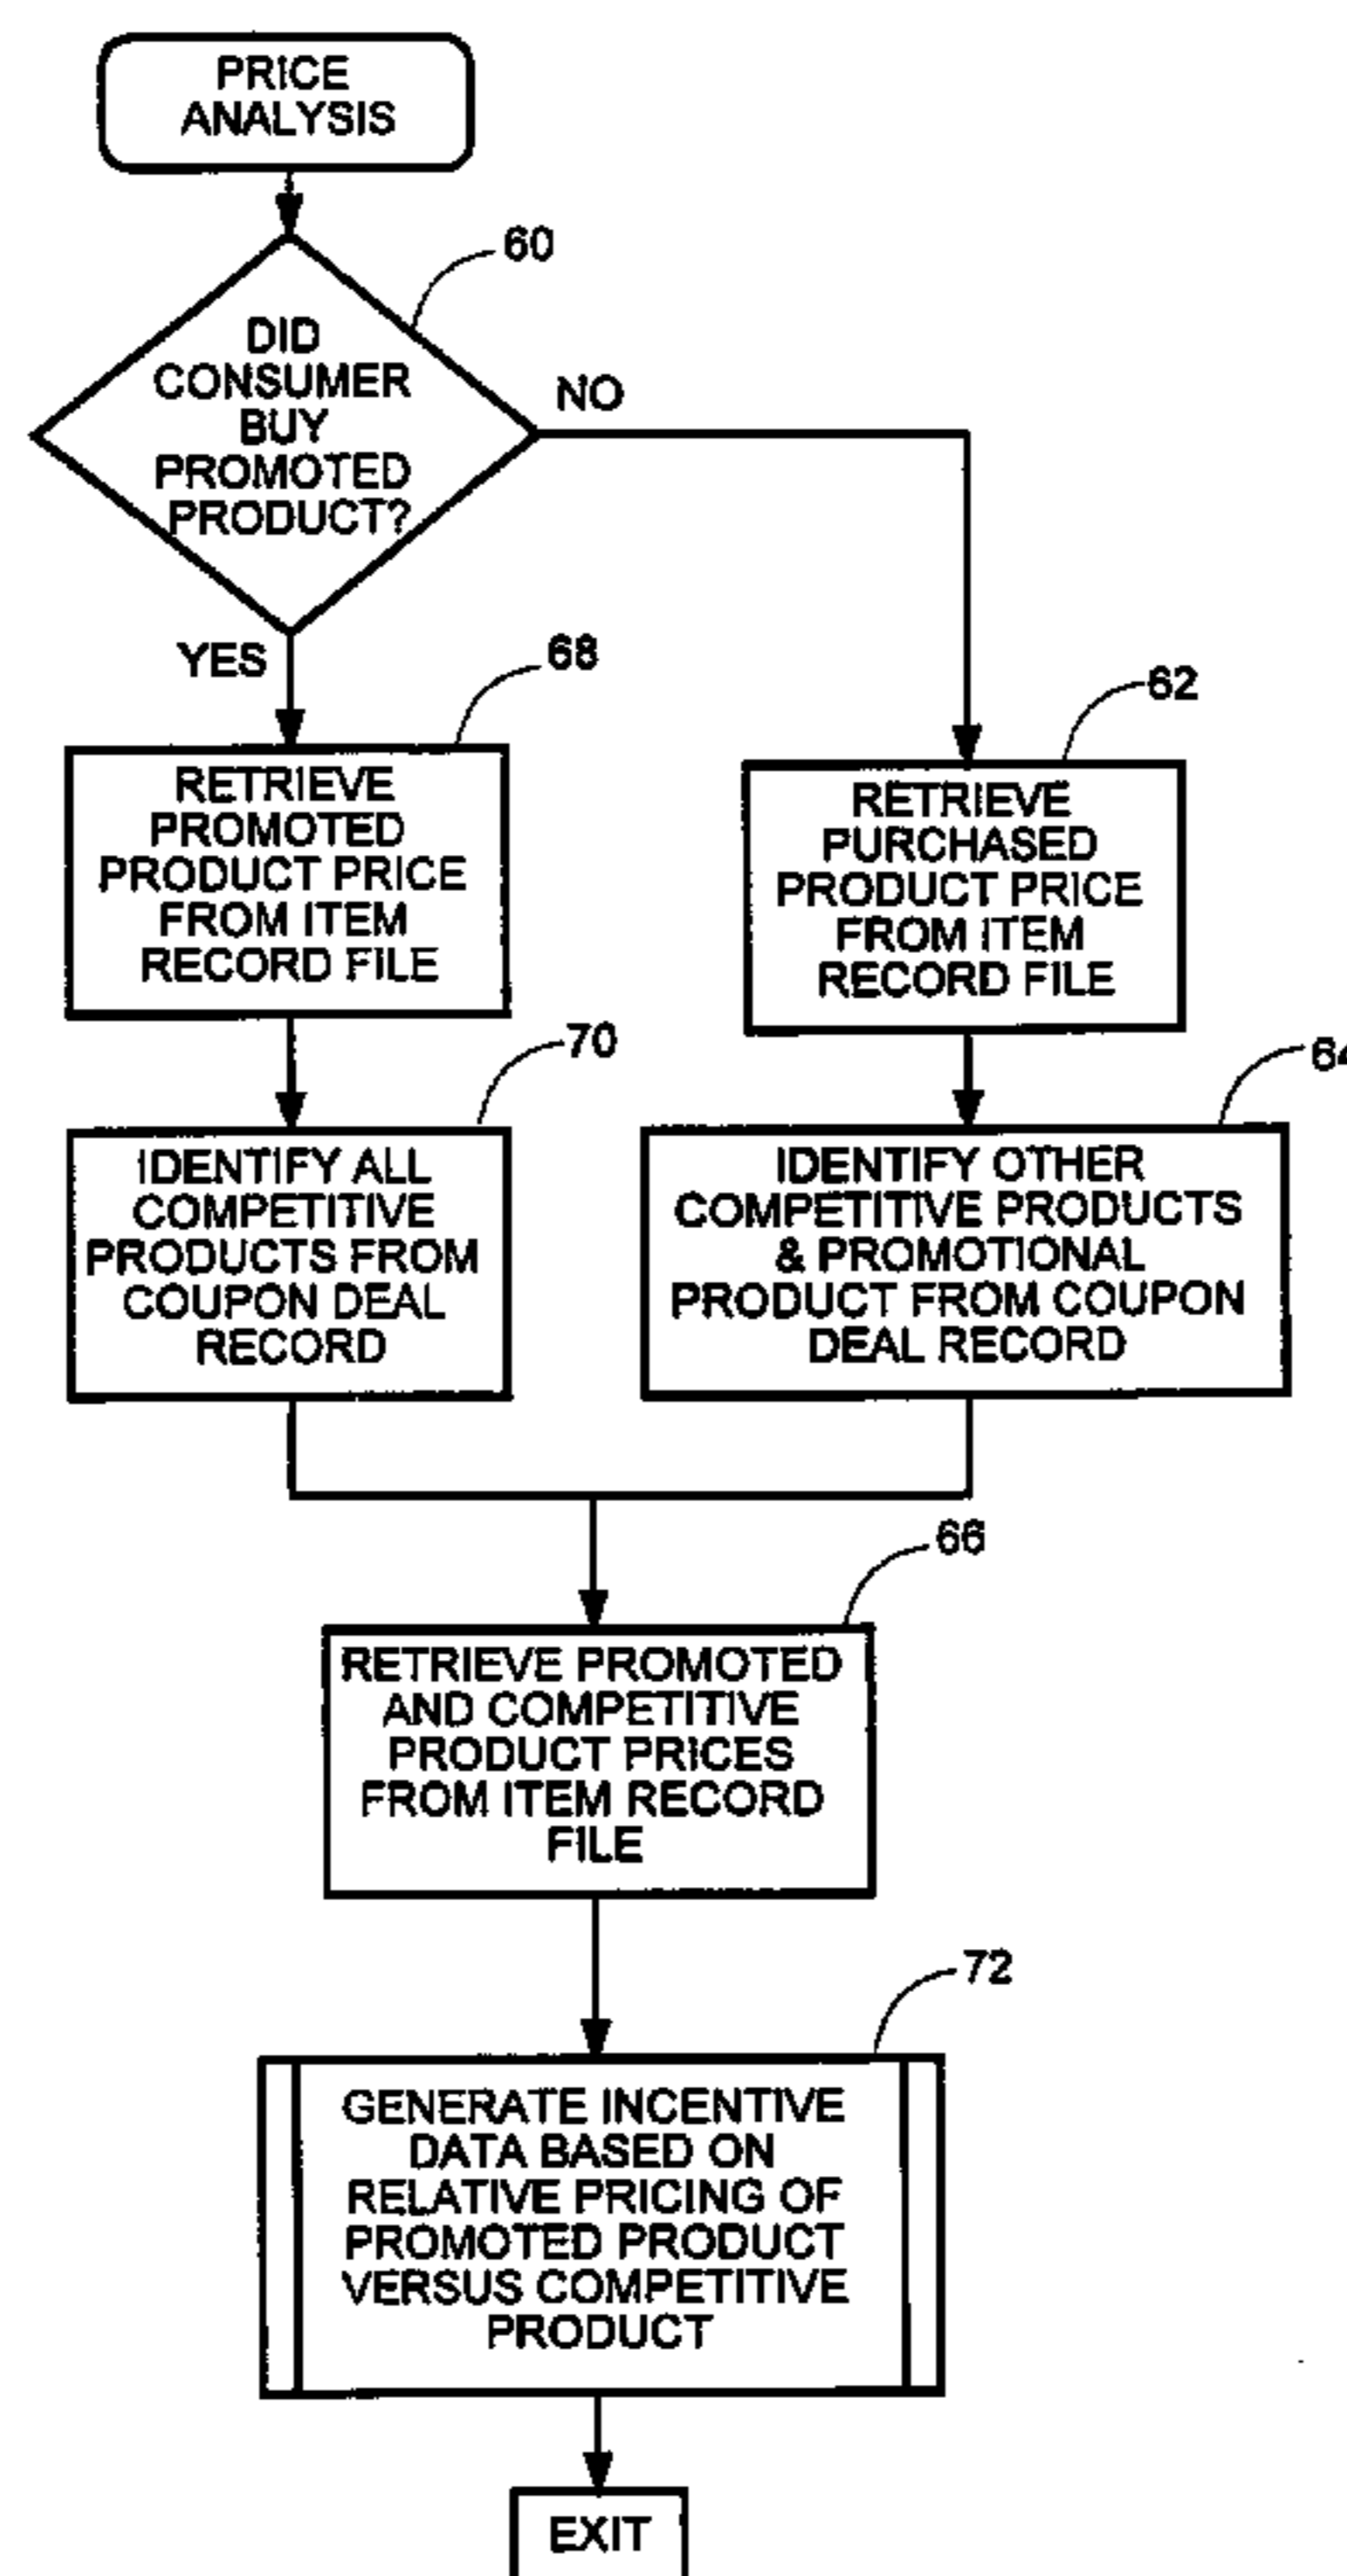 PRICE
ANALYSIS
60
DID
CONSUMER
BUY
PROMOTED
PRODUCT?
NO
YES
68
RETRIEVE
PROMOTED
PRODUCT PRICE
FROM ITEM
RECORD FILE
62
RETRIEVE
PURCHASED
PRODUCT PRICE
FROM ITEM
RECORD FILE
70
IDENTIFY ALL
COMPETITIVE
PRODUCTS FROM
COUPON DEAL
RECORD
64
IDENTIFY OTHER
COMPETITIVE PRODUCTS
& PROMOTIONAL
PRODUCT FROM COUPON
DEAL RECORD
66
RETRIEVE PROMOTED
AND COMPETITIVE
PRODUCT PRICES
FROM ITEM RECORD
FILE
72
GENERATE INCENTIVE
DATA BASED ON
RELATIVE PRICING OF
PROMOTED PRODUCT
VERSUS COMPETITIVE
PRODUCT
EXIT